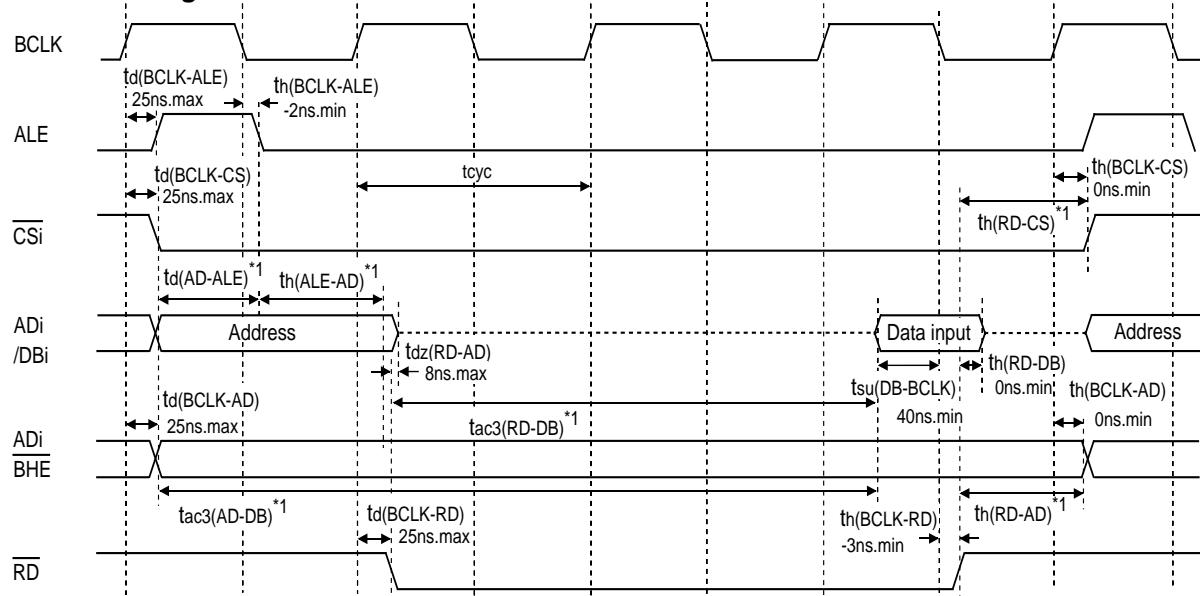 BCLK
td(BCLK-ALE)
25ns.max
th(BCLK-ALE)
-2ns.min
ALE
td(BCLK-CS)
25ns.max
tcyc
th(BCLK-CS)
0ns.min
th(RD-CS)*1
CSi
td(AD-ALE)*1
th(ALE-AD)*1
ADi
/DBi
Address
Data input
Address
tdz(RD-AD)
8ns.max
th(RD-DB)
0ns.min
tsu(DB-BCLK)
40ns.min
th(BCLK-AD)
0ns.min
td(BCLK-AD)
25ns.max
tac3(RD-DB)*1
ADi
BHE
tac3(AD-DB)*1
td(BCLK-RD)
25ns.max
th(BCLK-RD)
-3ns.min
th(RD-AD)*1
RD